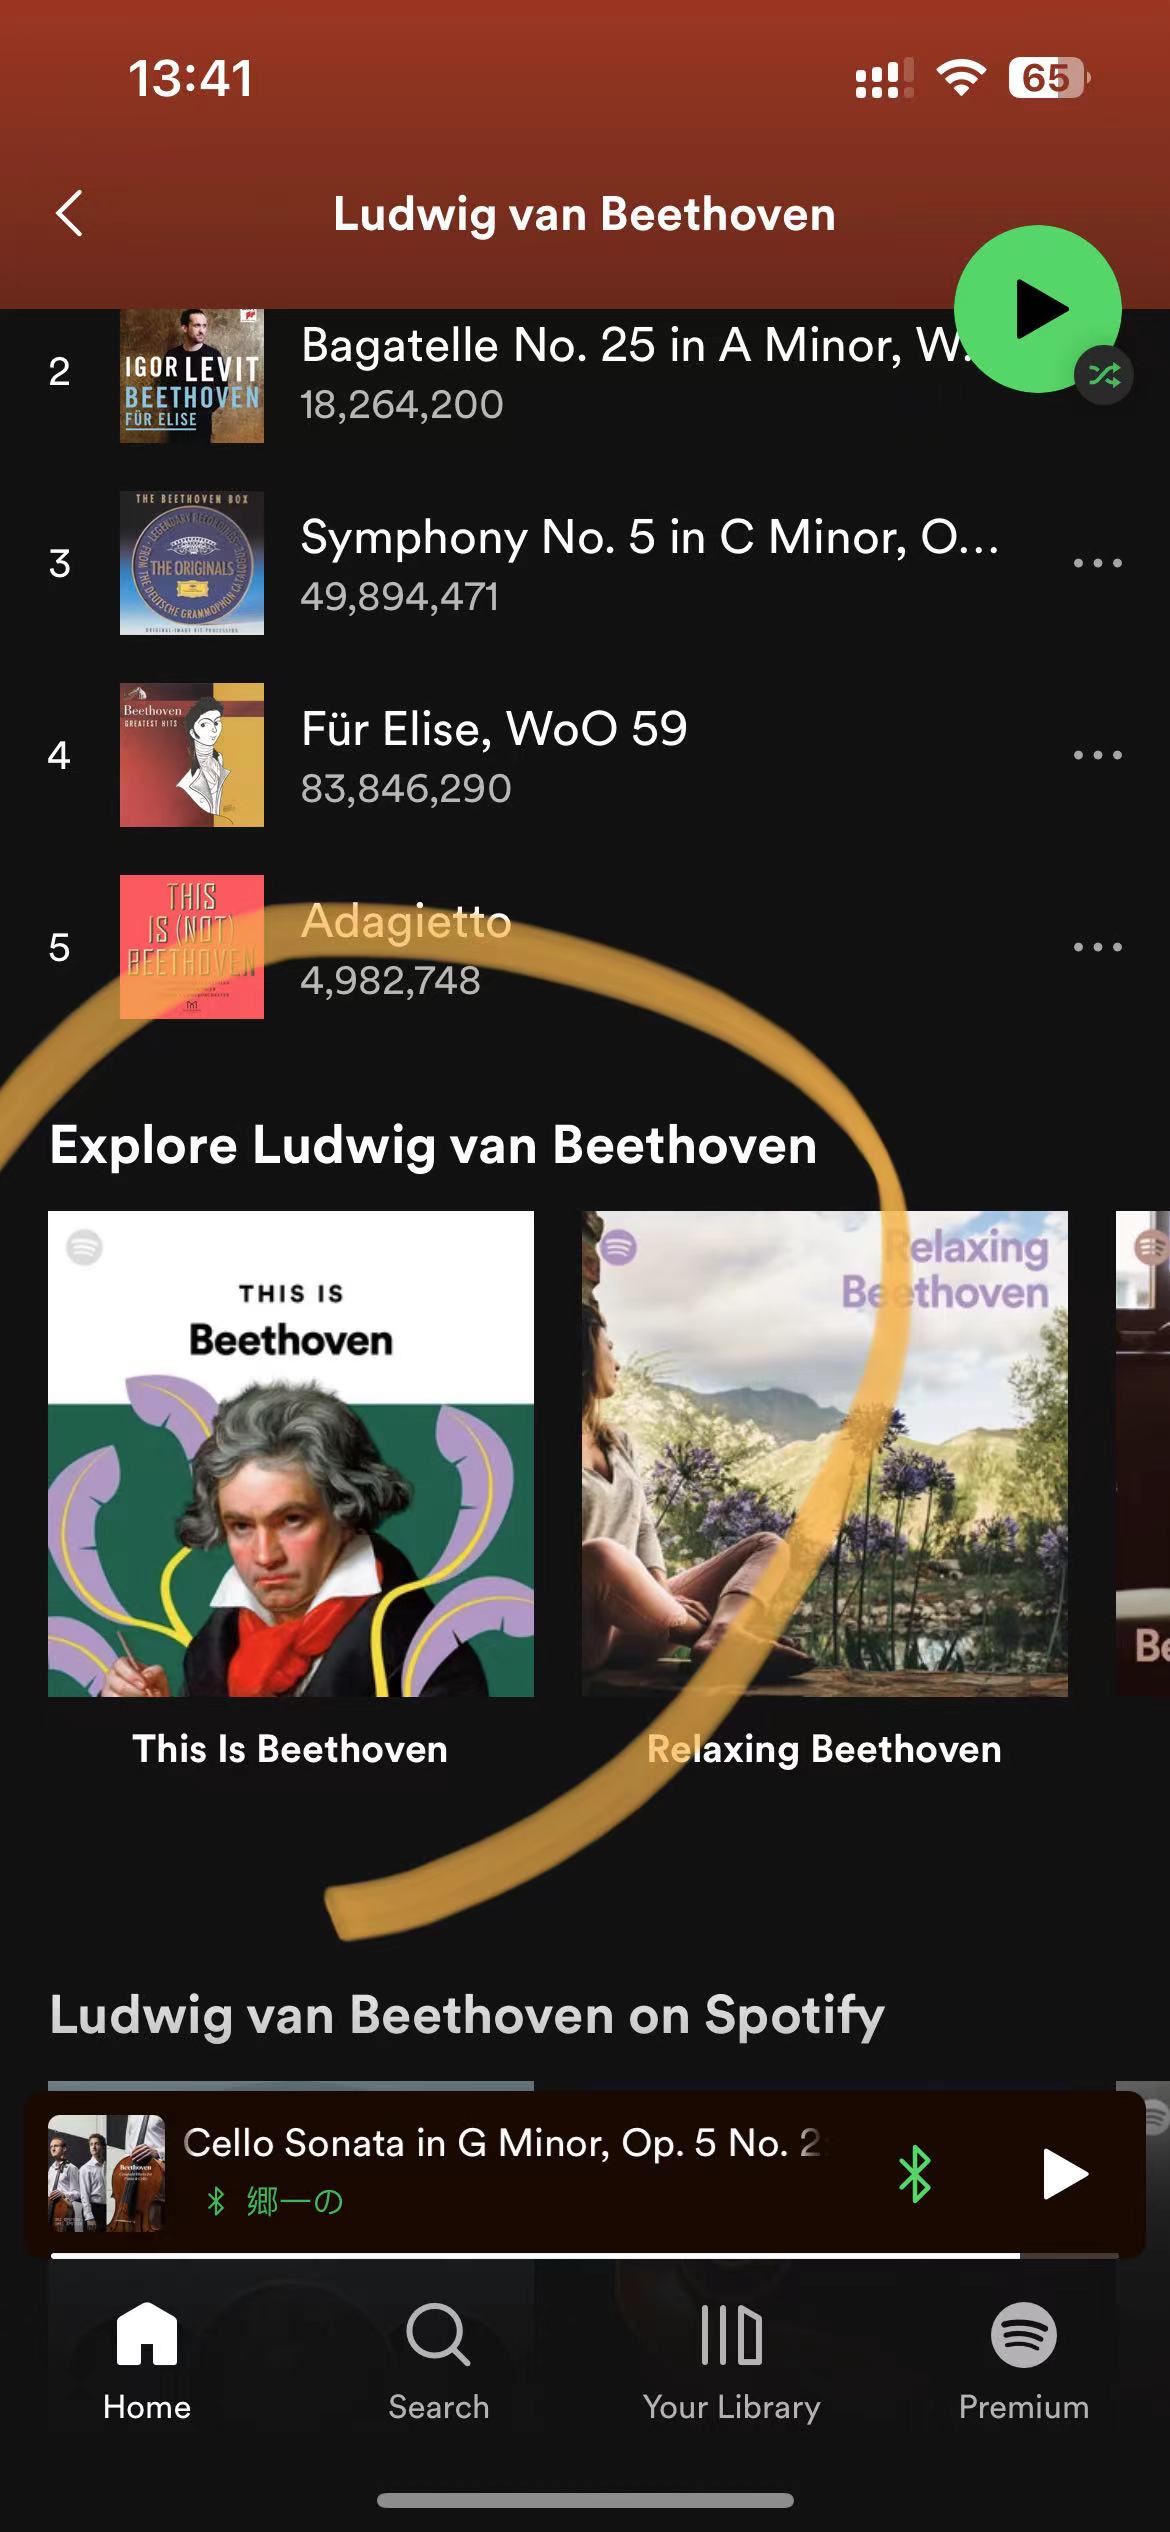 13:41
65
Ludwig van Beethoven
2
IGOR LEVIT
BEETHOVEN
FÜR ELISE
Bagatelle No. 25 in A Minor, W.
18,264,200
3
THE BEETHOVEN BOX
LEGENDARY RECORDINGS
THE ORIGINALS
FROM THE DEUTSCHE GRAMMOPHON CATALOGUE
ORIGINAL-IMAGE BIT-PROCESSING
Symphony No. 5 in C Minor, O...
49,894,471
4
Beethoven
GREATEST HITS
Für Elise, WoO 59
83,846,290
5
THIS
IS (NOT)
BEETHOVEN
Adagietto
4,982,748
Explore Ludwig van Beethoven
THIS IS
Beethoven
Relaxing
Beethoven
Be
This Is Beethoven
Relaxing Beethoven
Ludwig van Beethoven on Spotify
Beethoven
Cello Sonata in G Minor, Op. 5 No. 2
郷一の
Home
Search
Your Library
Premium